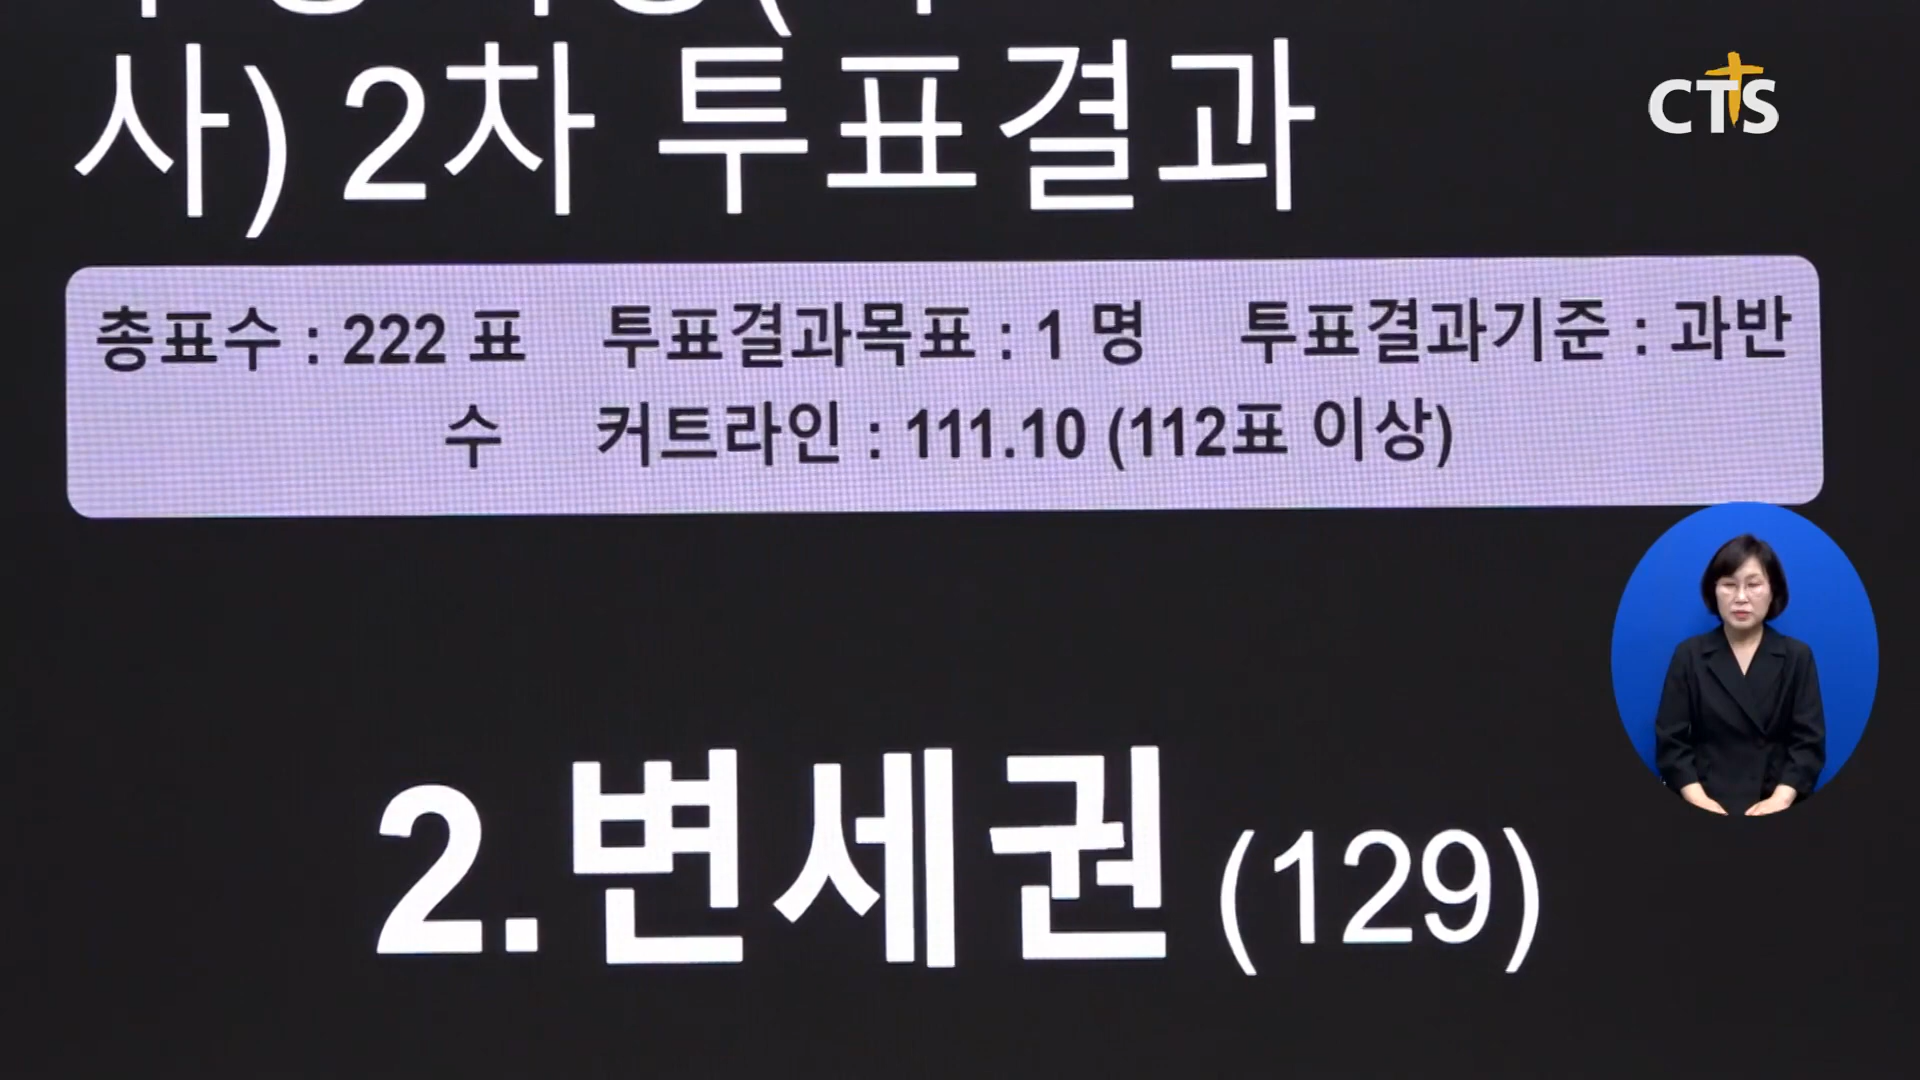 사) 2차 투표결과
CTS
총표수 : 222 표 투표결과목표 : 1 명 투표결과기준 : 과반
수 커트라인 : 111.10 (112표 이상)
2.변세권 (129)